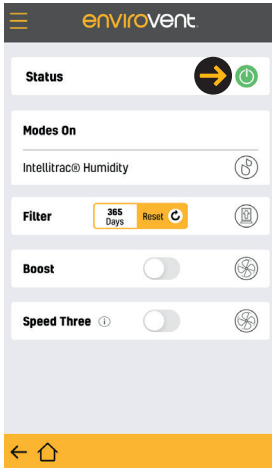 envirovent.
Status
Modes On
Intellitrac® Humidity
Filter
365
Days
Reset
Boost
Speed Three